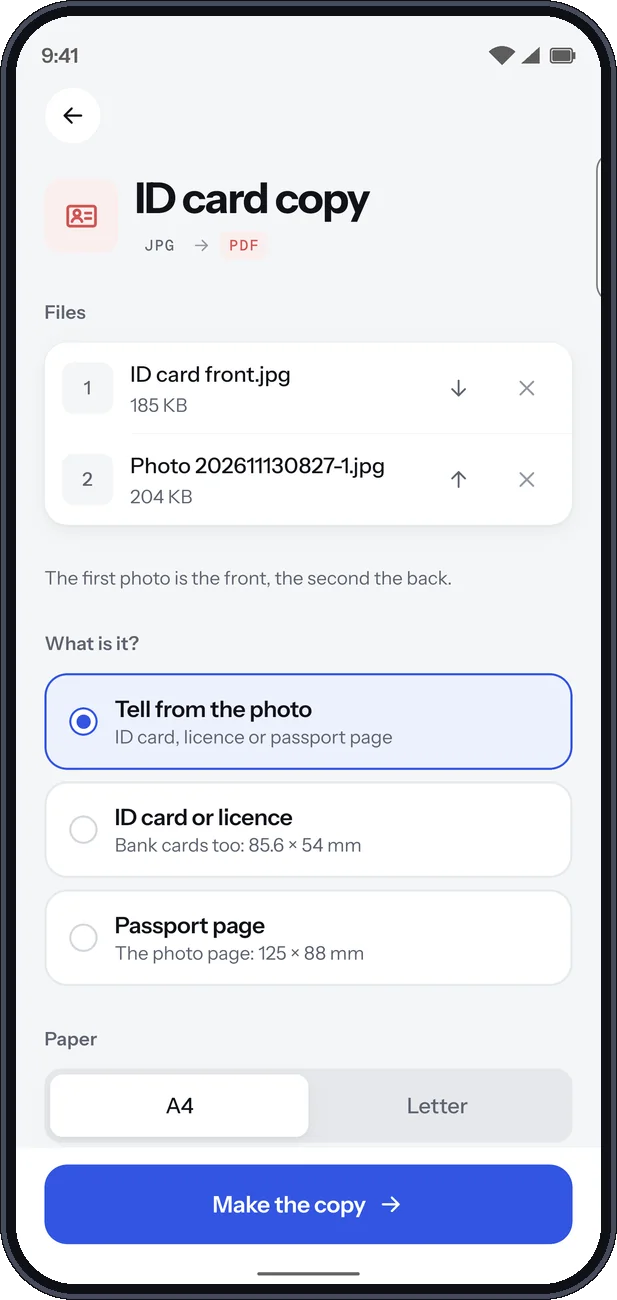 9:41
ID card copy
JPG → PDF
Files
1
ID card front.jpg
185 KB
2
Photo 202611130827-1.jpg
204 KB
The first photo is the front, the second the back.
What is it?
Tell from the photo
ID card, licence or passport page
ID card or licence
Bank cards too: 85.6 × 54 mm
Passport page
The photo page: 125 × 88 mm
Paper
A4
Letter
Make the copy →